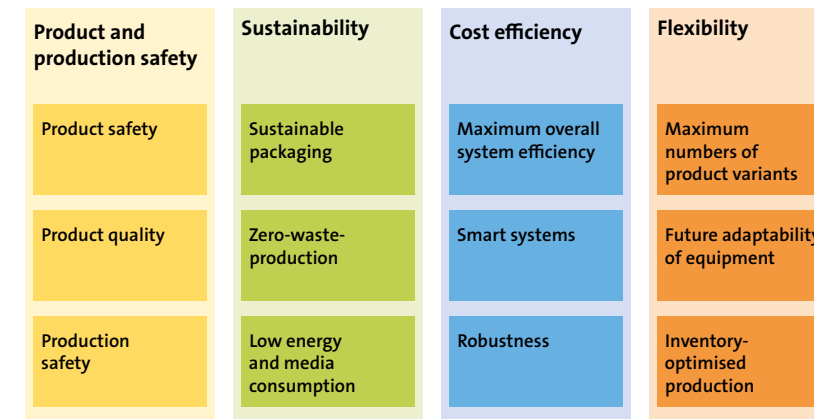 Product and
production safety
Product safety
Product quality
Production
safety
Sustainability
Sustainable
packaging
Zero-waste-
production
Low energy
and media
consumption
Cost efficiency
Maximum overall
system efficiency
Smart systems
Robustness
Flexibility
Maximum
numbers of
product variants
Future adaptability
of equipment
Inventory-
optimised
production